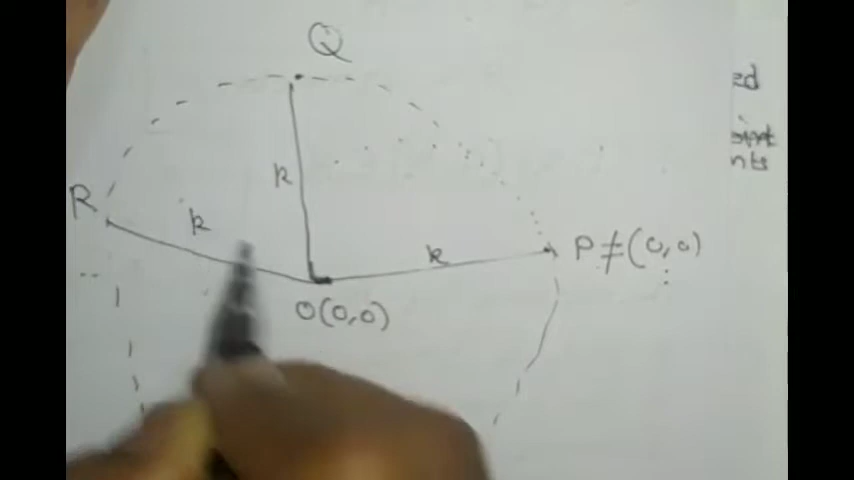 Q
ed
nts
k
R
k
k
P ≠ (0,0)
O(0,0)